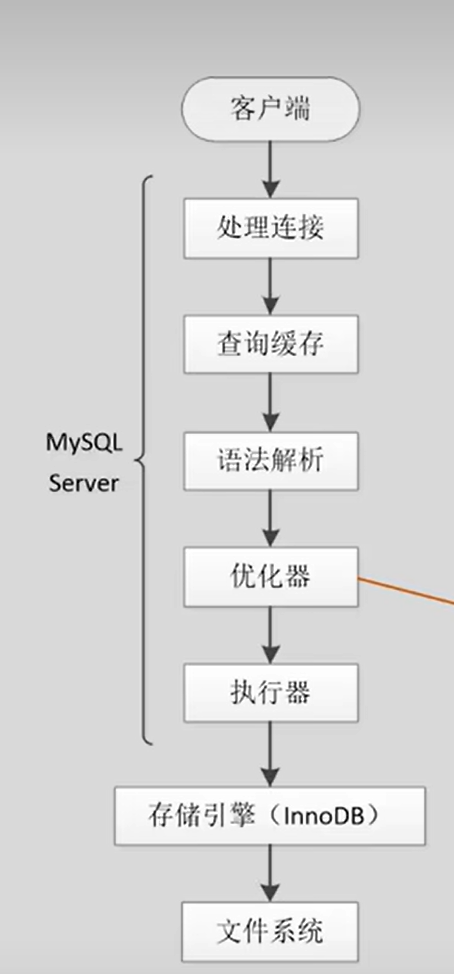 客户端
处理连接
查询缓存
语法解析
MySQL
Server
优化器
执行器
存储引擎（InnoDB）
文件系统